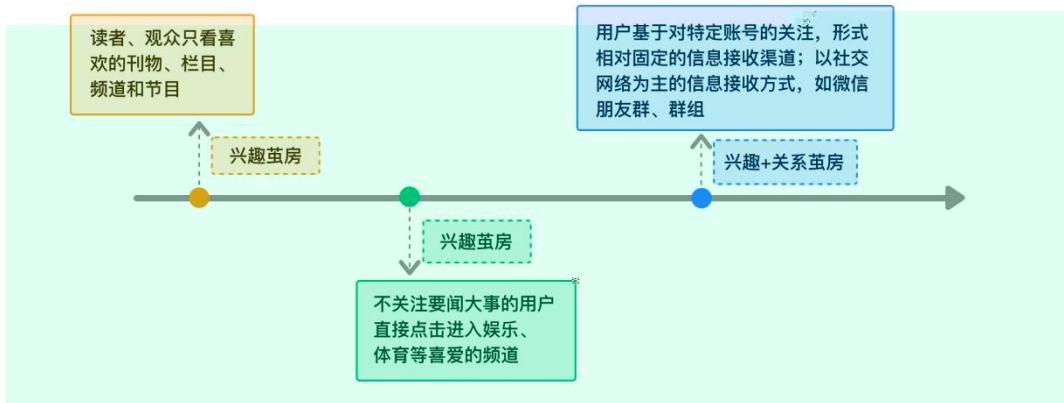 读者、观众只看喜
欢的刊物、栏目、
频道和节目
兴趣茧房
用户基于对特定账号的关注，形式
相对固定的信息接收渠道；以社交
网络为主的信息接收方式，如微信
朋友群、群组
兴趣+关系茧房
兴趣茧房
不关注要闻大事的用户
直接点击进入娱乐、
体育等喜爱的频道